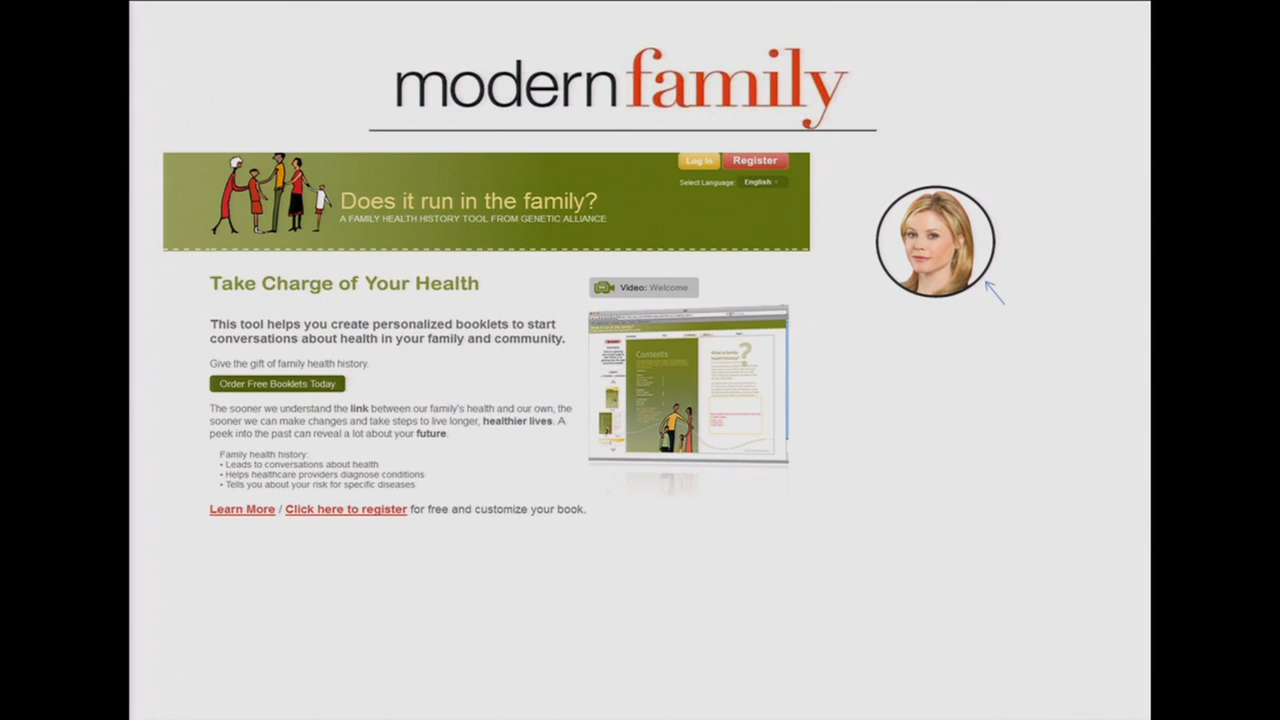 modern family
Log In
Register
Select Language: English
Does it run in the family?
A FAMILY HEALTH HISTORY TOOL FROM GENETIC ALLIANCE
Take Charge of Your Health
Video: Welcome
This tool helps you create personalized booklets to start
conversations about health in your family and community.
Give the gift of family health history.
Order Free Booklets Today
The sooner we understand the link between our family's health and our own, the
sooner we can make changes and take steps to live longer, healthier lives. A
peek into the past can reveal a lot about your future.
Family health history:
• Leads to conversations about health
• Helps healthcare providers diagnose conditions
• Tells you about your risk for specific diseases
Learn More / Click here to register for free and customize your book.
Contents
What is family
health history?